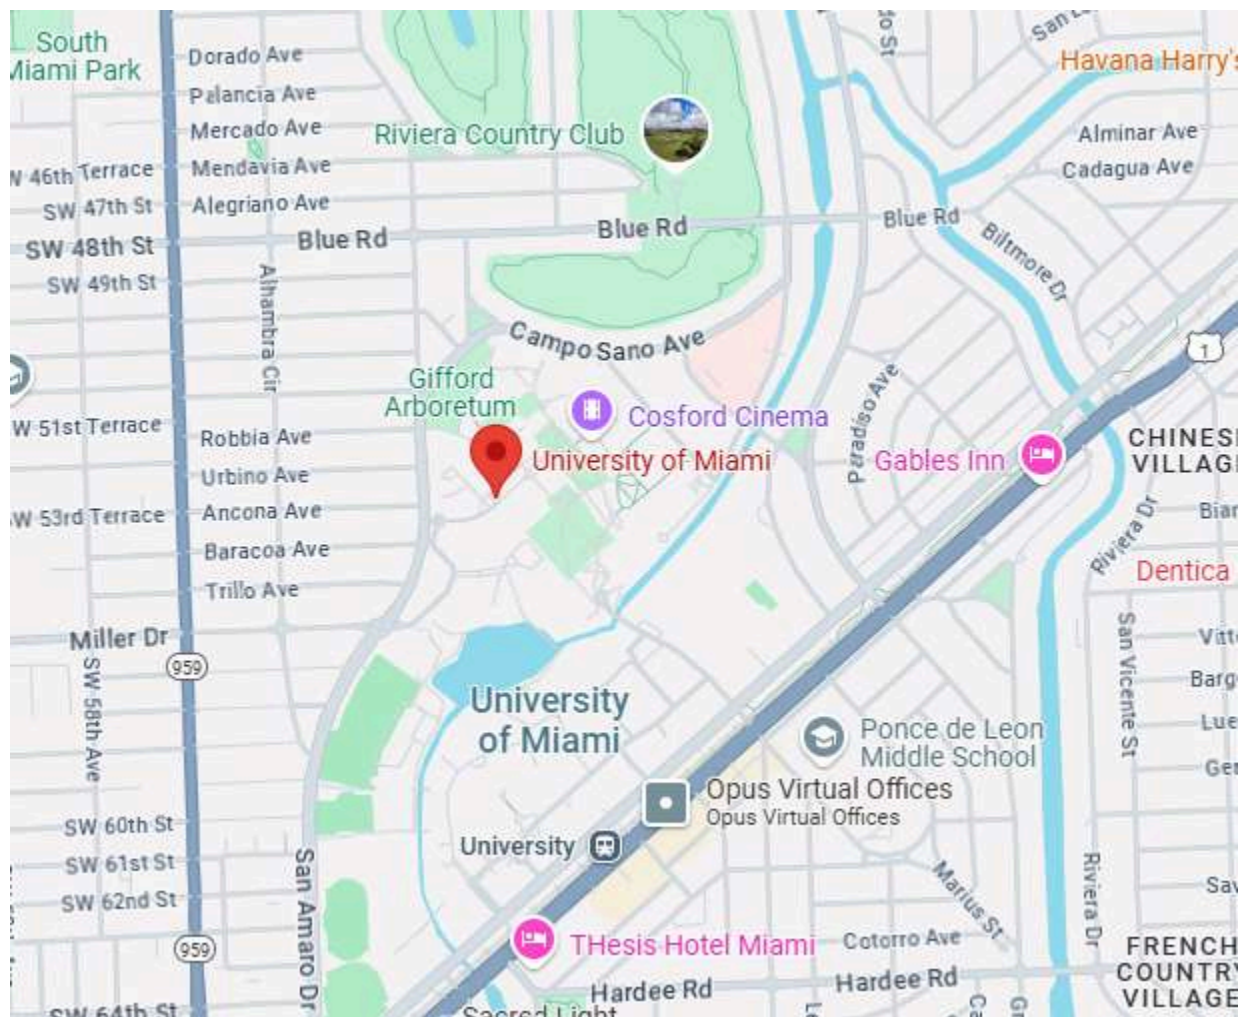 South
Miami Park
Dorado Ave
Palancia Ave
Mercado Ave
Mendavia Ave
Alegriano Ave
46th Terrace
SW 47th St
SW 48th St
SW 49th St
Blue Rd
Blue Rd
Blue Rd
Riviera Country Club
Havana Harry's
Alminar Ave
Cadagua Ave
Biltmore Dr
Alhambra Cir
Campo Sano Ave
1
Gifford
Arboretum
Cosford Cinema
University of Miami
Paradiso Ave
Gables Inn
51st Terrace
Robbia Ave
Urbino Ave
53rd Terrace
Ancona Ave
Baracoa Ave
Trillo Ave
Riviera Dr
Dentica
San Vicente St
Miller Dr
959
SW 58th Ave
University
of Miami
Ponce de Leon
Middle School
Opus Virtual Offices
Opus Virtual Offices
University
SW 60th St
SW 61st St
SW 62nd St
San Amaro Dr
959
THesis Hotel Miami
Marius St
Cotorro Ave
Riviera Dr
Hardee Rd
Hardee Rd
FRENCH
COUNTRY
VILLAGE
SW 64th St
Sacred Light